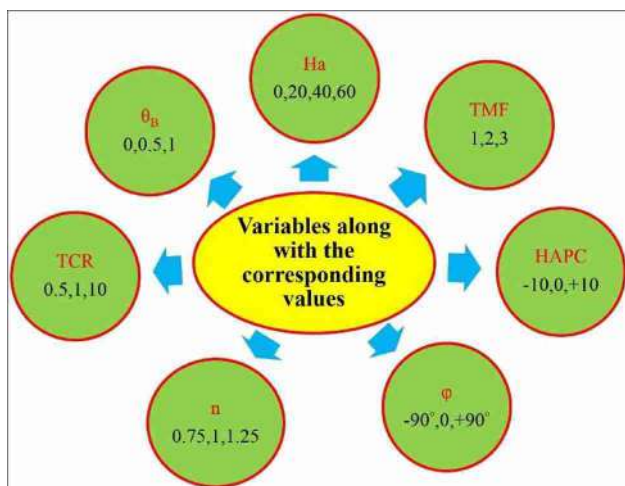 Ha
0,20,40,60
θB
0,0.5,1
TMF
1,2,3
Variables along
with the
corresponding
values
TCR
0.5,1,10
HAPC
-10,0,+10
n
0.75,1,1.25
φ
-90°,0,+90°